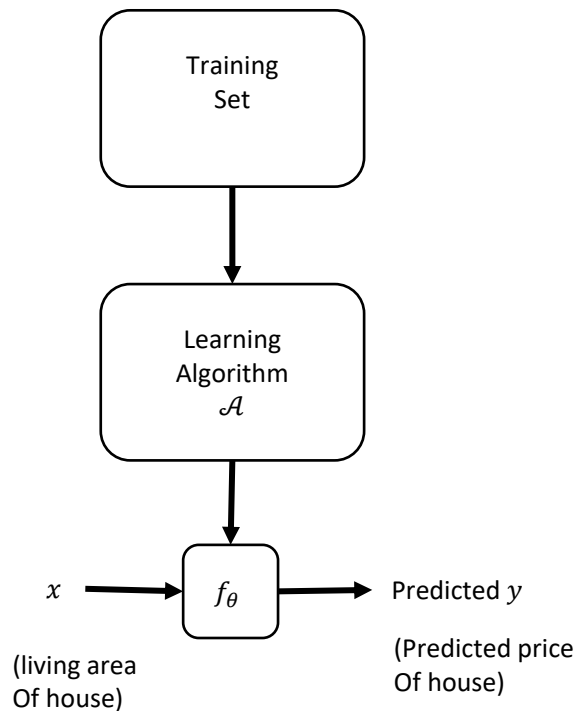 Training
Set
Learning
Algorithm
𝒜
x
f_θ
Predicted y
(living area
Of house)
(Predicted price
Of house)